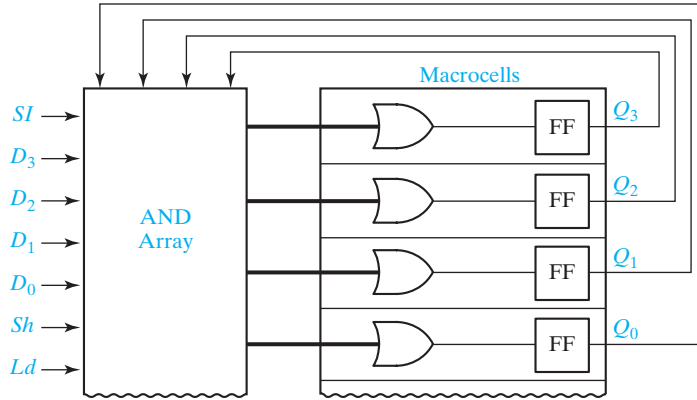 Macrocells
SI
D3
D2
D1
D0
Sh
Ld
AND
Array
FF
Q3
FF
Q2
FF
Q1
FF
Q0